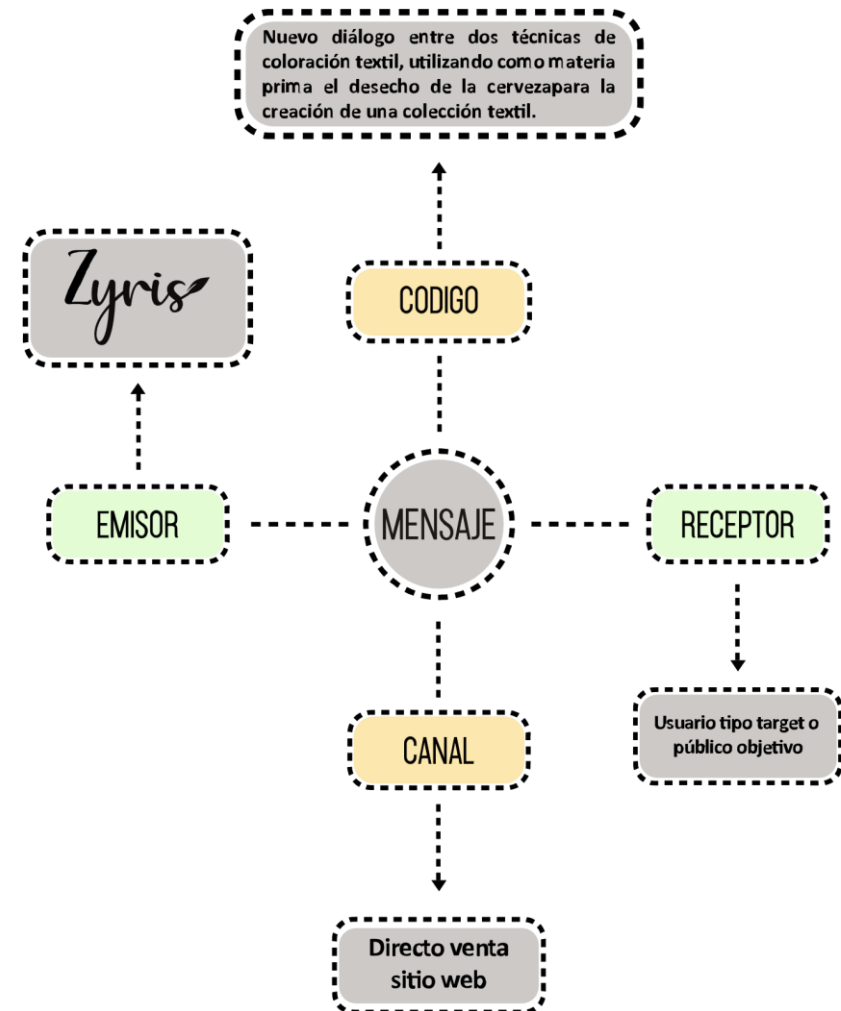 Nuevo diálogo entre dos técnicas de
coloración textil, utilizando como materia
prima el desecho de la cervezapara la
creación de una colección textil.
Zyris
CODIGO
EMISOR
MENSAJE
RECEPTOR
CANAL
Usuario tipo target o
público objetivo
Directo venta
sitio web